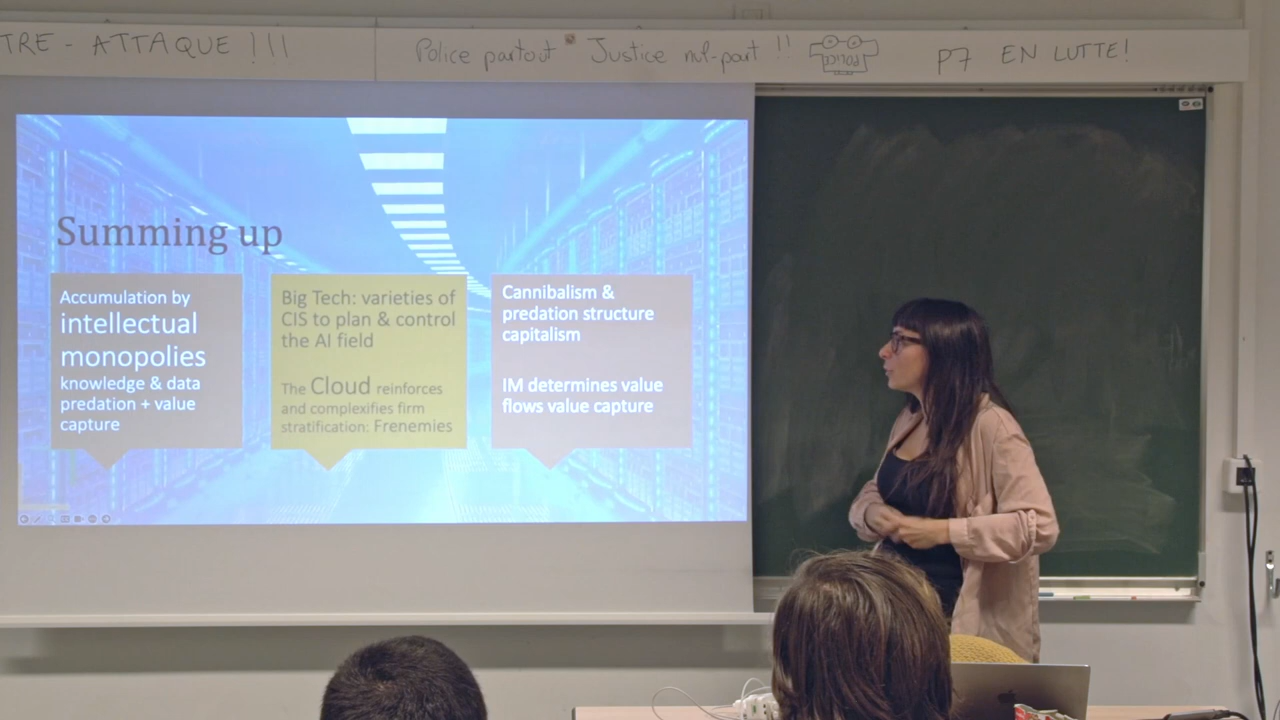 TRE - ATTAQUE !!!
Police partout Justice nul-part !!
POLICE
P7 EN LUTTE!
Summing up
Accumulation by
intellectual
monopolies
knowledge & data
predation + value
capture
Big Tech: varieties of
CIS to plan & control
the AI field
The Cloud reinforces
and complexifies firm
stratification: Frenemies
Cannibalism &
predation structure
capitalism
IM determines value
flows value capture